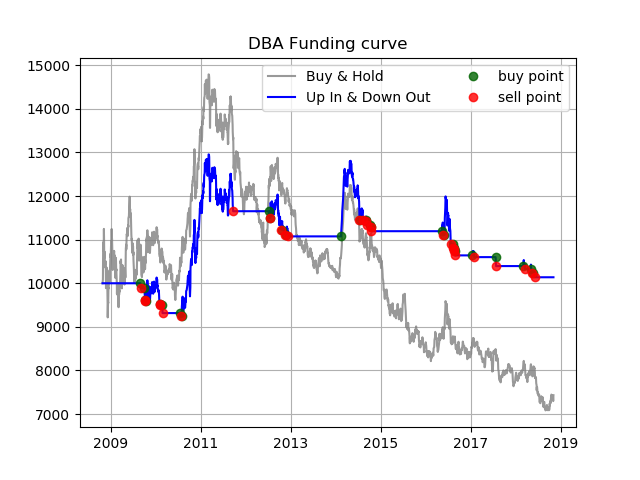 DBA Funding curve
15000
14000
13000
12000
11000
10000
9000
8000
7000
Buy & Hold
Up In & Down Out
buy point
sell point
2009 2011 2013 2015 2017 2019